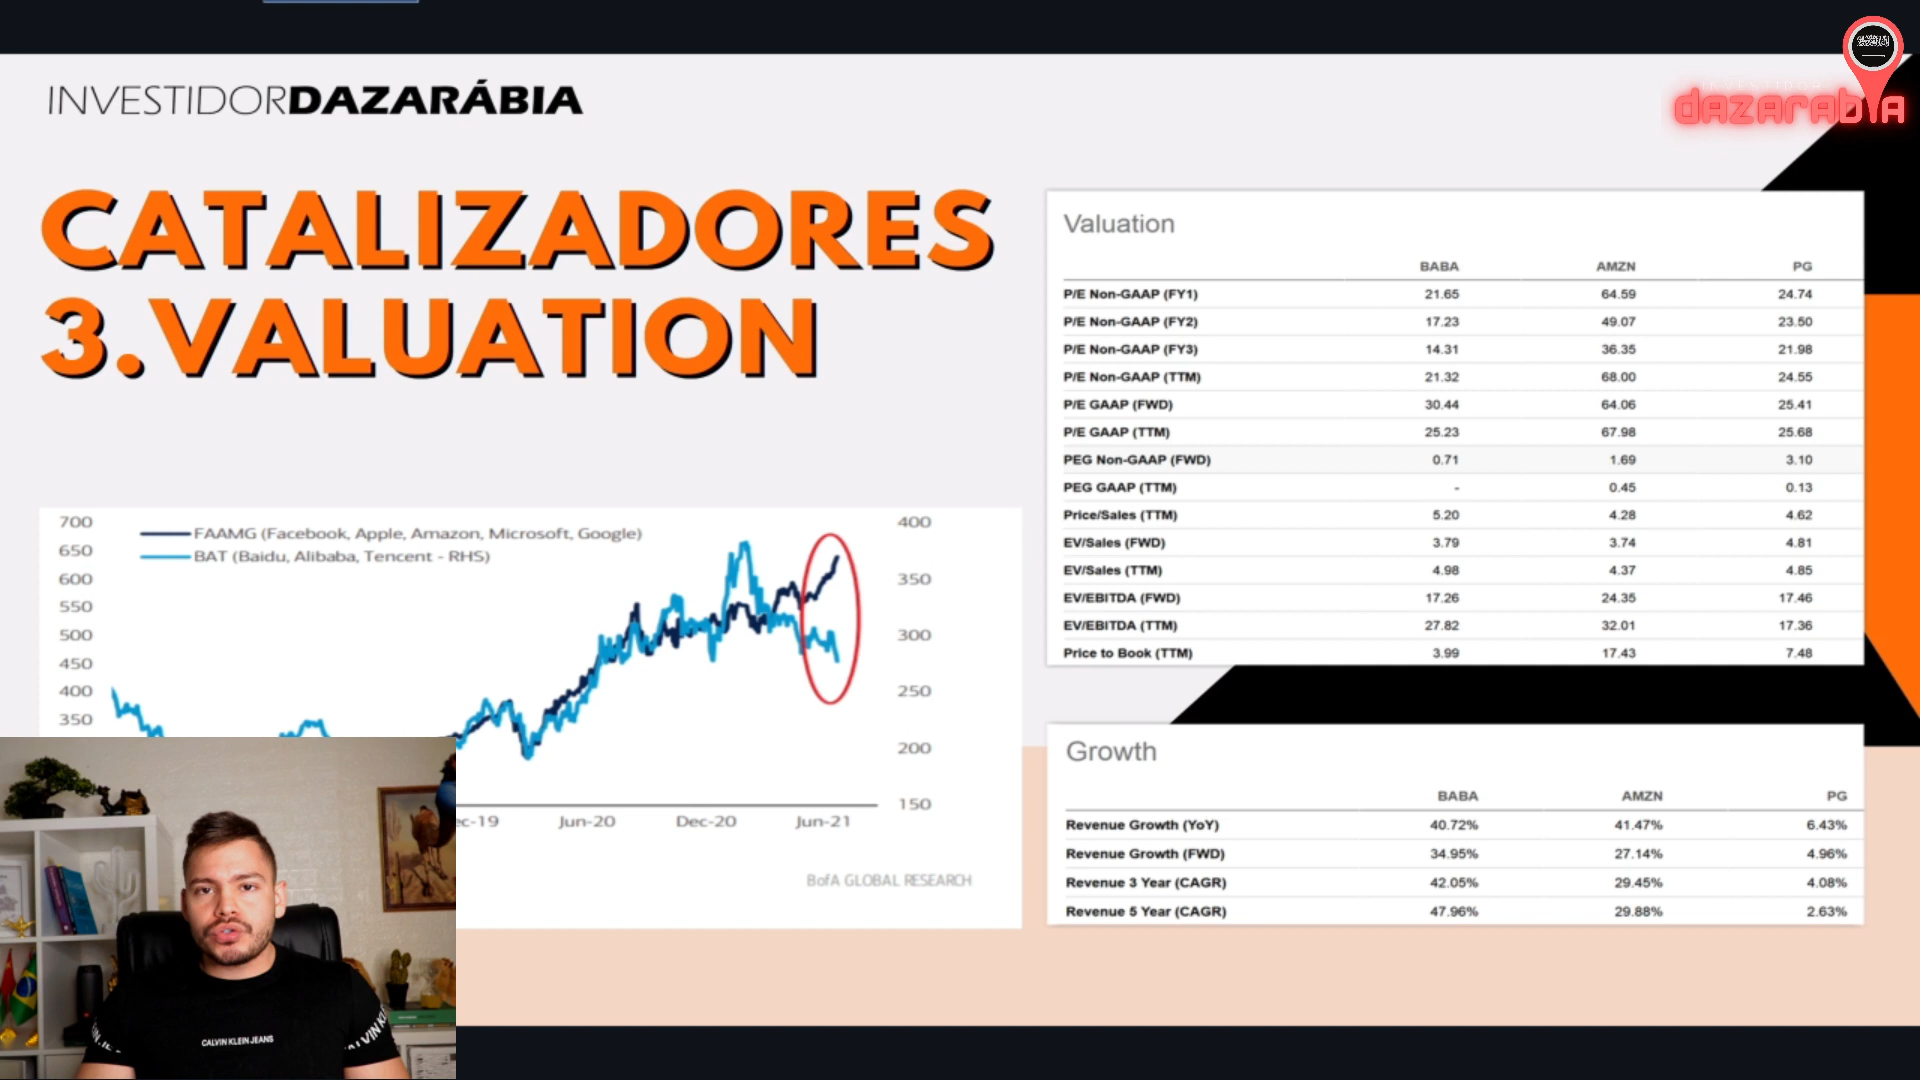 INVESTIDORDAZARÁBIA
dazarabIA
CATALIZADORES
3.VALUATION
Valuation
BABA AMZN PG
P/E Non-GAAP (FY1) 21.65 64.59 24.74
P/E Non-GAAP (FY2) 17.23 49.07 23.50
P/E Non-GAAP (FY3) 14.31 36.35 21.98
P/E Non-GAAP (TTM) 21.32 68.00 24.55
P/E GAAP (FWD) 30.44 64.06 25.41
P/E GAAP (TTM) 25.23 67.98 25.68
PEG Non-GAAP (FWD) 0.71 1.69 3.10
PEG GAAP (TTM) - 0.45 0.13
Price/Sales (TTM) 5.20 4.28 4.62
EV/Sales (FWD) 3.79 3.74 4.81
EV/Sales (TTM) 4.98 4.37 4.85
EV/EBITDA (FWD) 17.26 24.35 17.46
EV/EBITDA (TTM) 27.82 32.01 17.36
Price to Book (TTM) 3.99 17.43 7.48
700 FAAMG (Facebook, Apple, Amazon, Microsoft, Google) 400
650 BAT (Baidu, Alibaba, Tencent - RHS)
600 350
550
500 300
450
400 250
350
200
150
ec-19 Jun-20 Dec-20 Jun-21
BofA GLOBAL RESEARCH
Growth
BABA AMZN PG
Revenue Growth (YoY) 40.72% 41.47% 6.43%
Revenue Growth (FWD) 34.95% 27.14% 4.96%
Revenue 3 Year (CAGR) 42.05% 29.45% 4.08%
Revenue 5 Year (CAGR) 47.96% 29.88% 2.63%
CALVIN KLEIN JEANS